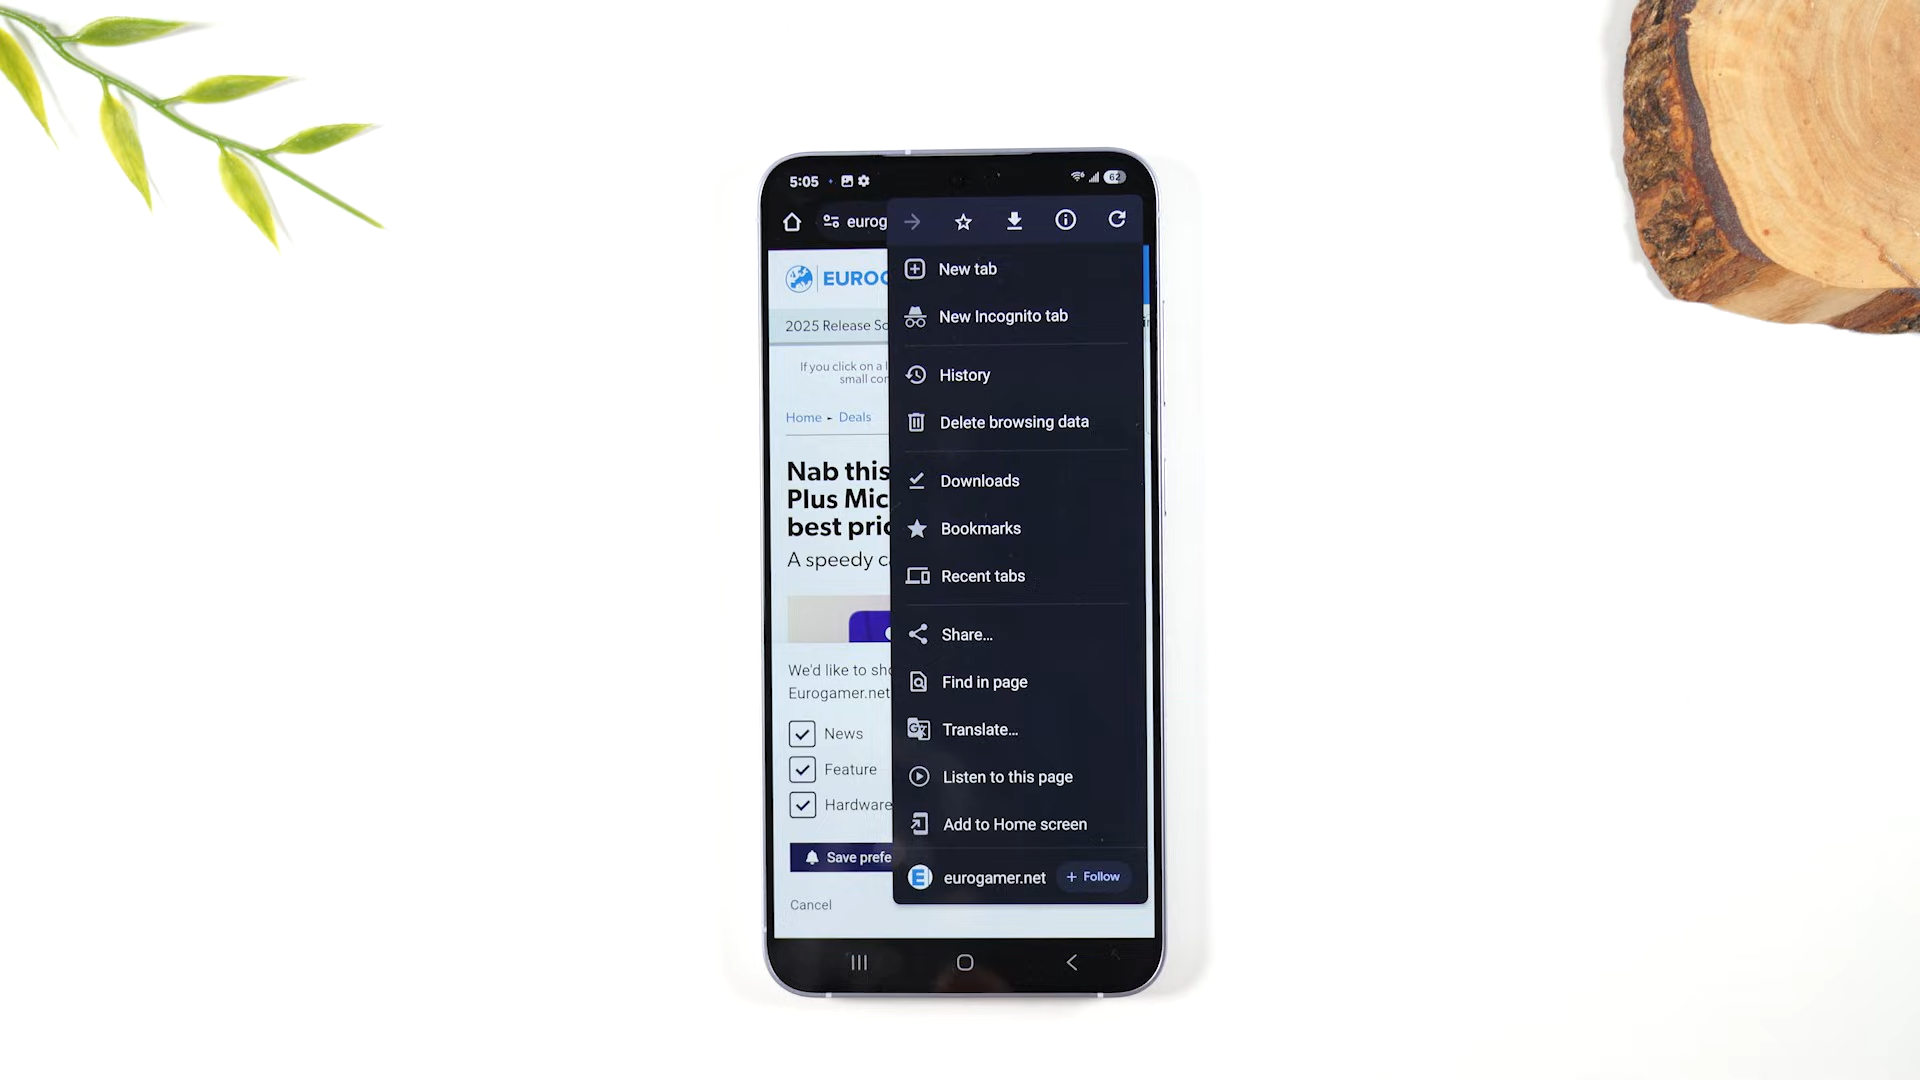 5:05
62
eurog
New tab
New Incognito tab
History
Delete browsing data
Downloads
Bookmarks
Recent tabs
Share...
Find in page
Translate...
Listen to this page
Add to Home screen
E eurogamer.net + Follow
EUROG
2025 Release Sc
If you click on a l
small con
Home - Deals
Nab this
Plus Mic
best pric
A speedy ca
We'd like to sho
Eurogamer.net
News
Feature
Hardware
Save prefe
Cancel